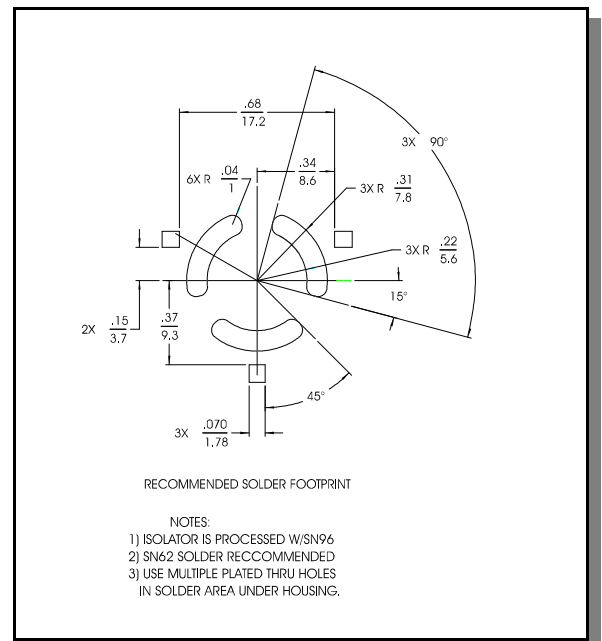 .68
17.2
3X 90°
.34
8.6
6X R .04
1
3X R .31
7.8
3X R .22
5.6
15°
2X .15
3.7
.37
9.3
45°
3X .070
1.78
RECOMMENDED SOLDER FOOTPRINT
NOTES:
1) ISOLATOR IS PROCESSED W/SN96
2) SN62 SOLDER RECCOMMENDED
3) USE MULTIPLE PLATED THRU HOLES
IN SOLDER AREA UNDER HOUSING.